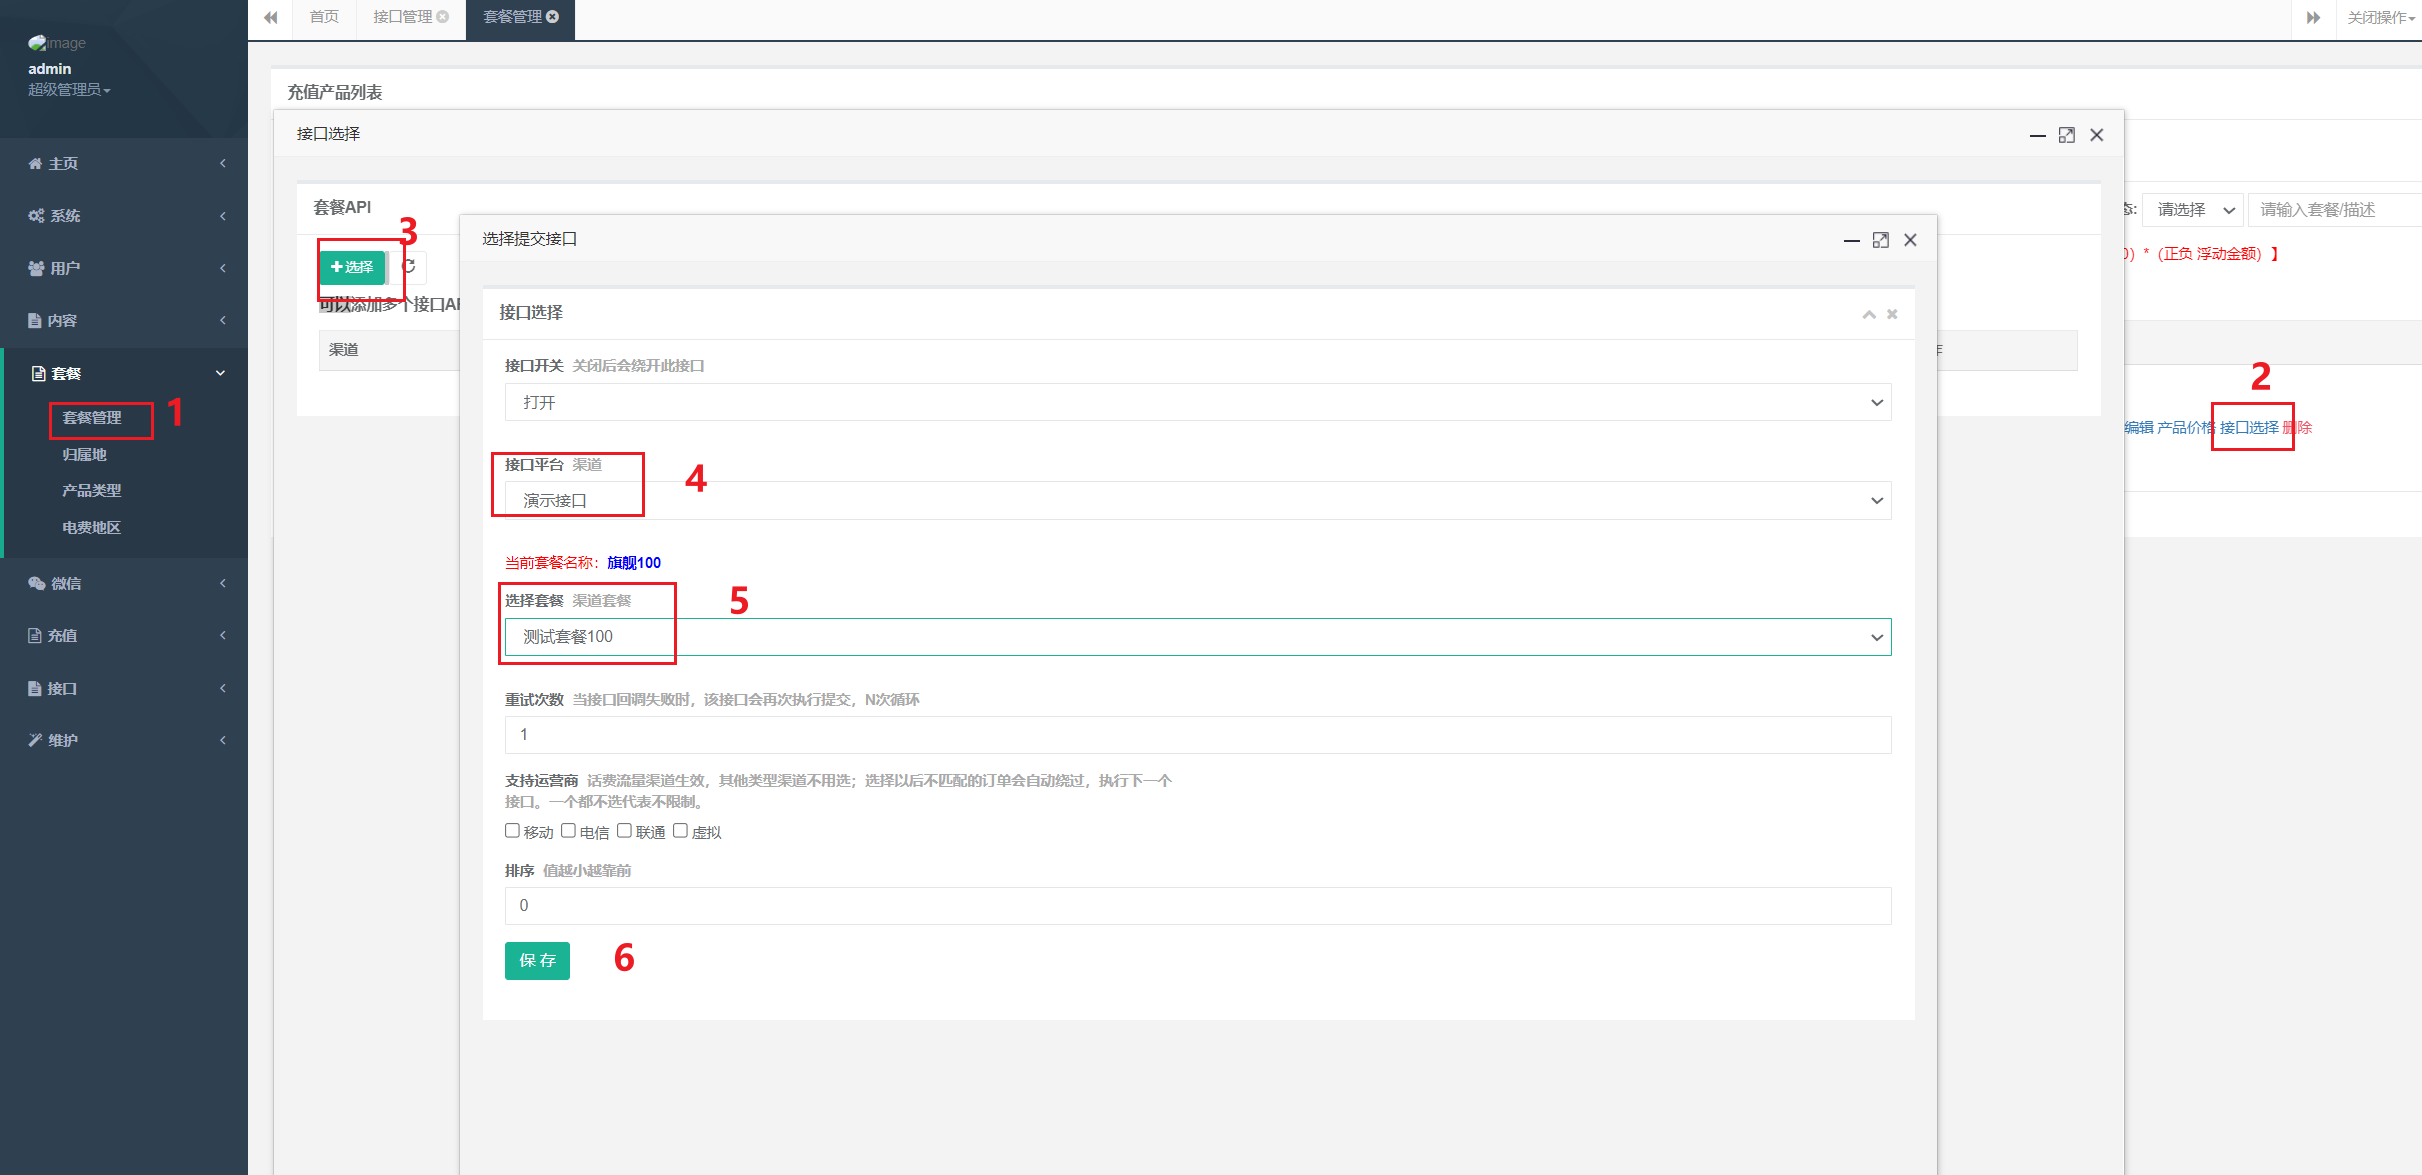 首页
接口管理
套餐管理
关闭操作
image
admin
超级管理员
主页
系统
用户
内容
套餐
套餐管理
1
归属地
产品类型
电费地区
微信
充值
接口
维护
充值产品列表
接口选择
套餐API
3
选择
可以添加多个接口
渠道
请选择
请输入套餐/描述
) * (正负 浮动金额) 】
2
编辑 产品价格 接口选择 删除
选择提交接口
接口选择
接口开关 关闭后会绕开此接口
打开
接口平台 渠道
4
演示接口
当前套餐名称：旗舰100
选择套餐 渠道套餐
5
测试套餐100
重试次数 当接口回调失败时，该接口会再次执行提交，N次循环
1
支持运营商 话费流量渠道生效，其他类型渠道不用选；选择以后不匹配的订单会自动绕过，执行下一个
接口。一个都不选代表不限制。
移动 电信 联通 虚拟
排序 值越小越靠前
0
保 存
6